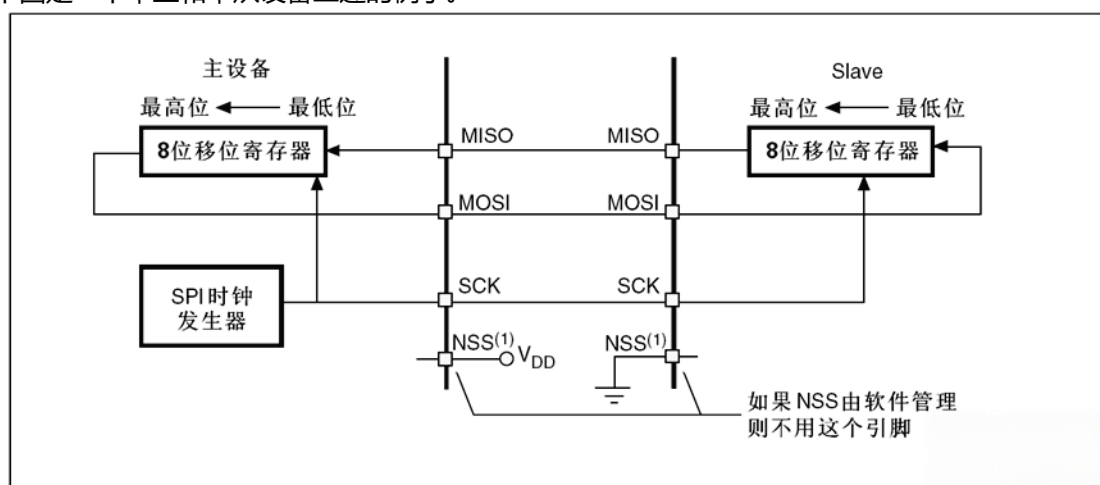 主设备
Slave
最高位 最低位
最高位 最低位
8位移位寄存器
MISO
MISO
8位移位寄存器
MOSI
MOSI
SPI时钟
发生器
SCK
SCK
NSS(1)
VDD
NSS(1)
如果NSS由软件管理
则不用这个引脚